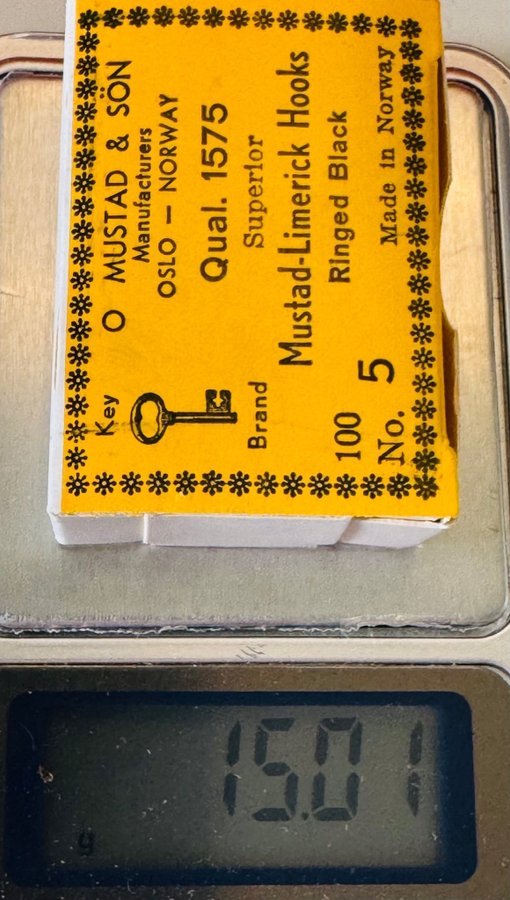 O MUSTAD & SÖN
Manufacturers
OSLO — NORWAY
Qual. 1575
Superior
Mustad-Limerick Hooks
Ringed Black
Made in Norway
Key
Brand
100
No. 5
15.01
g